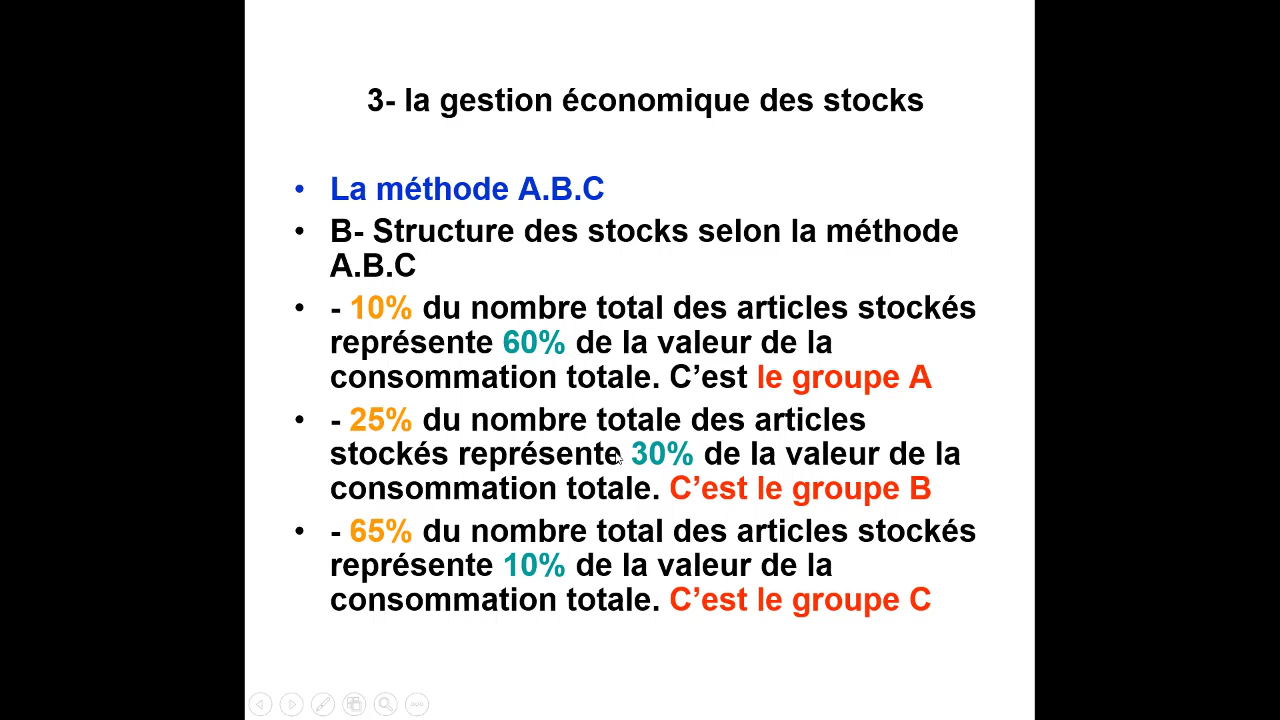 3- la gestion économique des stocks
• La méthode A.B.C
• B- Structure des stocks selon la méthode
A.B.C
• - 10% du nombre total des articles stockés
représente 60% de la valeur de la
consommation totale. C’est le groupe A
• - 25% du nombre totale des articles
stockés représente 30% de la valeur de la
consommation totale. C’est le groupe B
• - 65% du nombre total des articles stockés
représente 10% de la valeur de la
consommation totale. C’est le groupe C